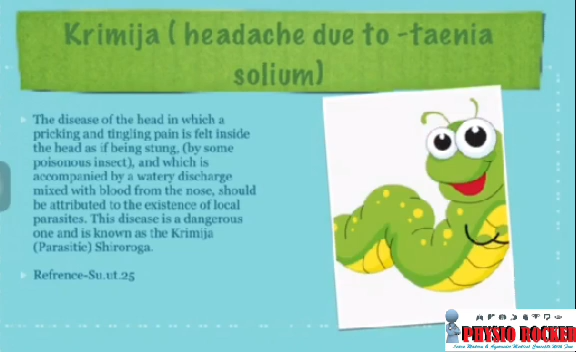 Krimija ( headache due to -taenia
solium)
The disease of the head in which a
pricking and tingling pain is felt inside
the head as if being stung, (by some
poisonous insect), and which is
accompanied by a watery discharge
mixed with blood from the nose, should
be attributed to the existence of local
parasites. This disease is a dangerous
one and is known as the Krimija
(Parasitic) Shiroroga.
Refrence-Su.ut.25
PHYSIO ROCKED